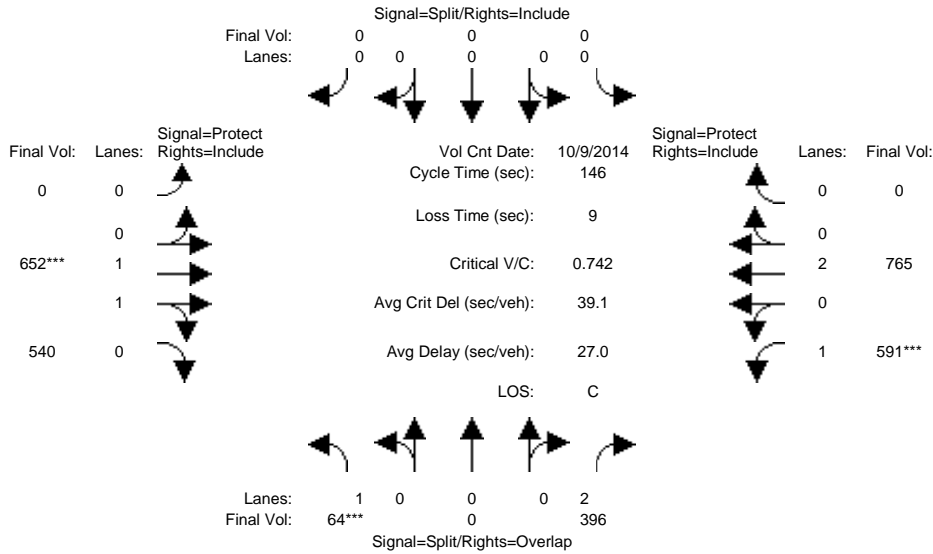 Signal=Split/Rights=Include
Final Vol: 0 0 0
Lanes: 0 0 0 0 0
Signal=Protect Signal=Protect
Final Vol: Lanes: Rights=Include Vol Cnt Date: 10/9/2014 Rights=Include Lanes: Final Vol:
Cycle Time (sec): 146
0 0 0 0
Loss Time (sec): 9
0 0
652*** 1 Critical V/C: 0.742 2 765
1 Avg Crit Del (sec/veh): 39.1 0
540 0 Avg Delay (sec/veh): 27.0 1 591***
LOS: C
Lanes: 1 0 0 0 2
Final Vol: 64*** 0 396
Signal=Split/Rights=Overlap